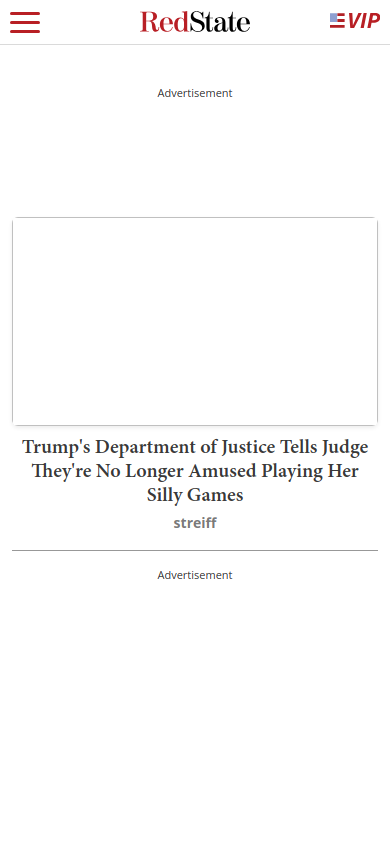 RedState
VIP
Advertisement
Trump's Department of Justice Tells Judge
They're No Longer Amused Playing Her
Silly Games
streiff
Advertisement